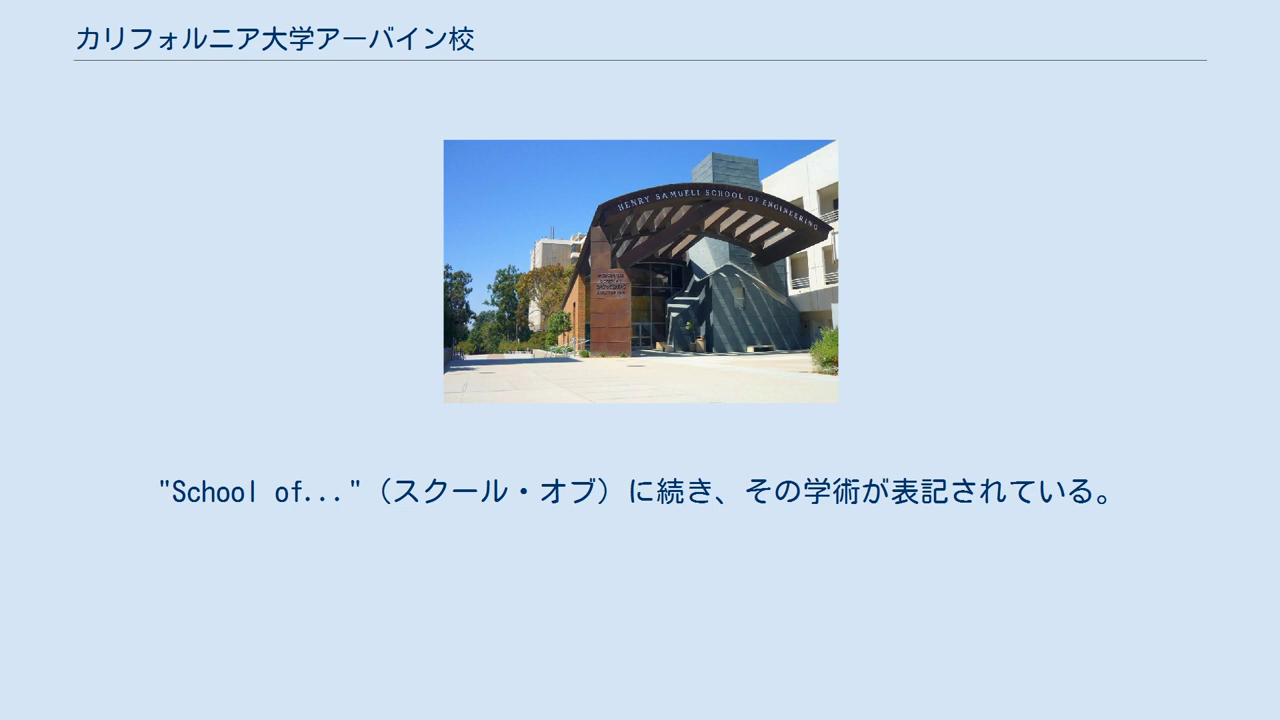 カリフォルニア大学アーバイン校
HENRY SAMUELI SCHOOL OF ENGINEERING
"School of..."（スクール・オブ）に続き、その学術が表記されている。